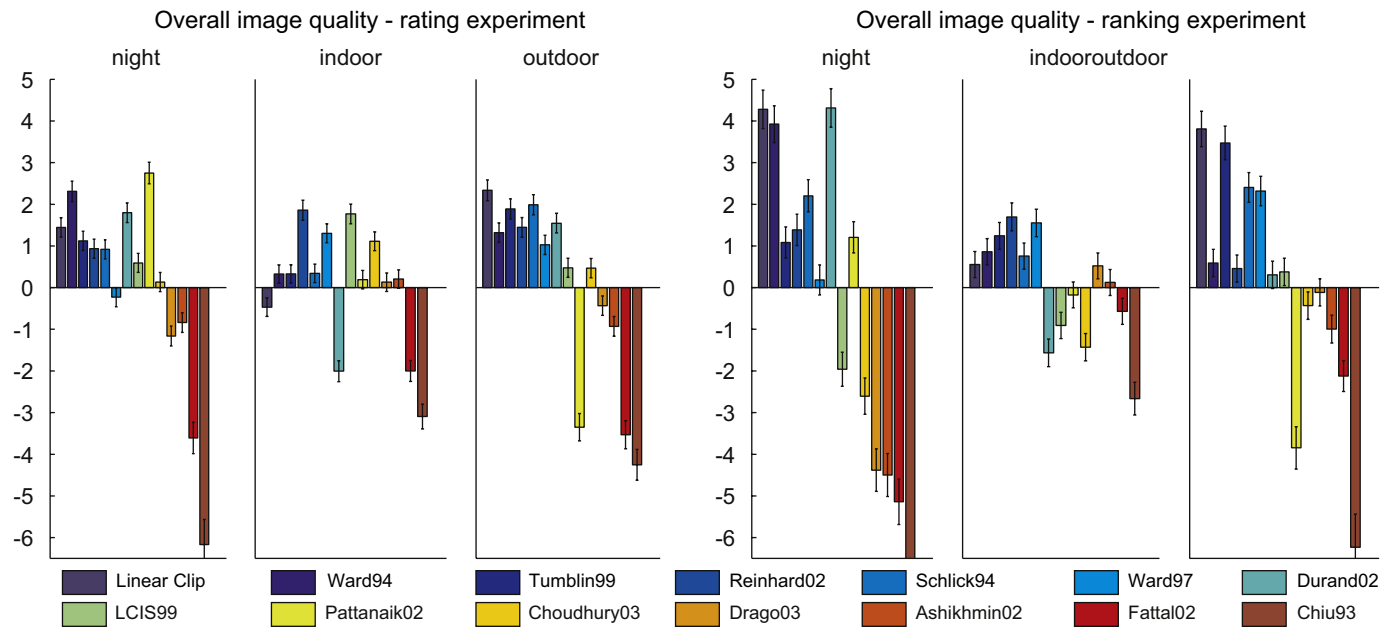 Overall image quality - rating experiment
Overall image quality - ranking experiment
night
indoor
outdoor
night
indooroutdoor
5
4
3
2
1
0
-1
-2
-3
-4
-5
-6
5
4
3
2
1
0
-1
-2
-3
-4
-5
-6
Linear Clip
Ward94
Tumblin99
Reinhard02
Schlick94
Ward97
Durand02
LCIS99
Pattanaik02
Choudhury03
Drago03
Ashikhmin02
Fattal02
Chiu93